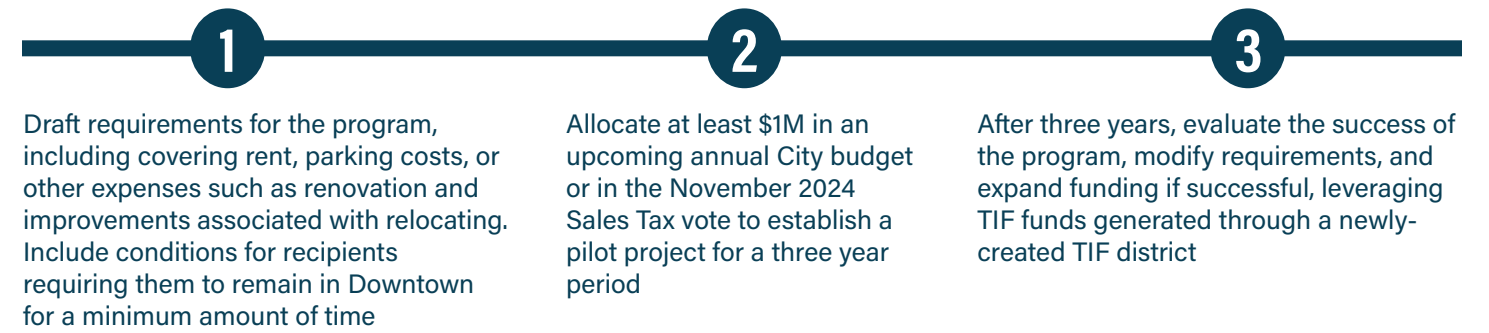 1
Draft requirements for the program,
including covering rent, parking costs, or
other expenses such as renovation and
improvements associated with relocating.
Include conditions for recipients
requiring them to remain in Downtown
for a minimum amount of time
2
Allocate at least $1M in an
upcoming annual City budget
or in the November 2024
Sales Tax vote to establish a
pilot project for a three year
period
3
After three years, evaluate the success of
the program, modify requirements, and
expand funding if successful, leveraging
TIF funds generated through a newly-
created TIF district